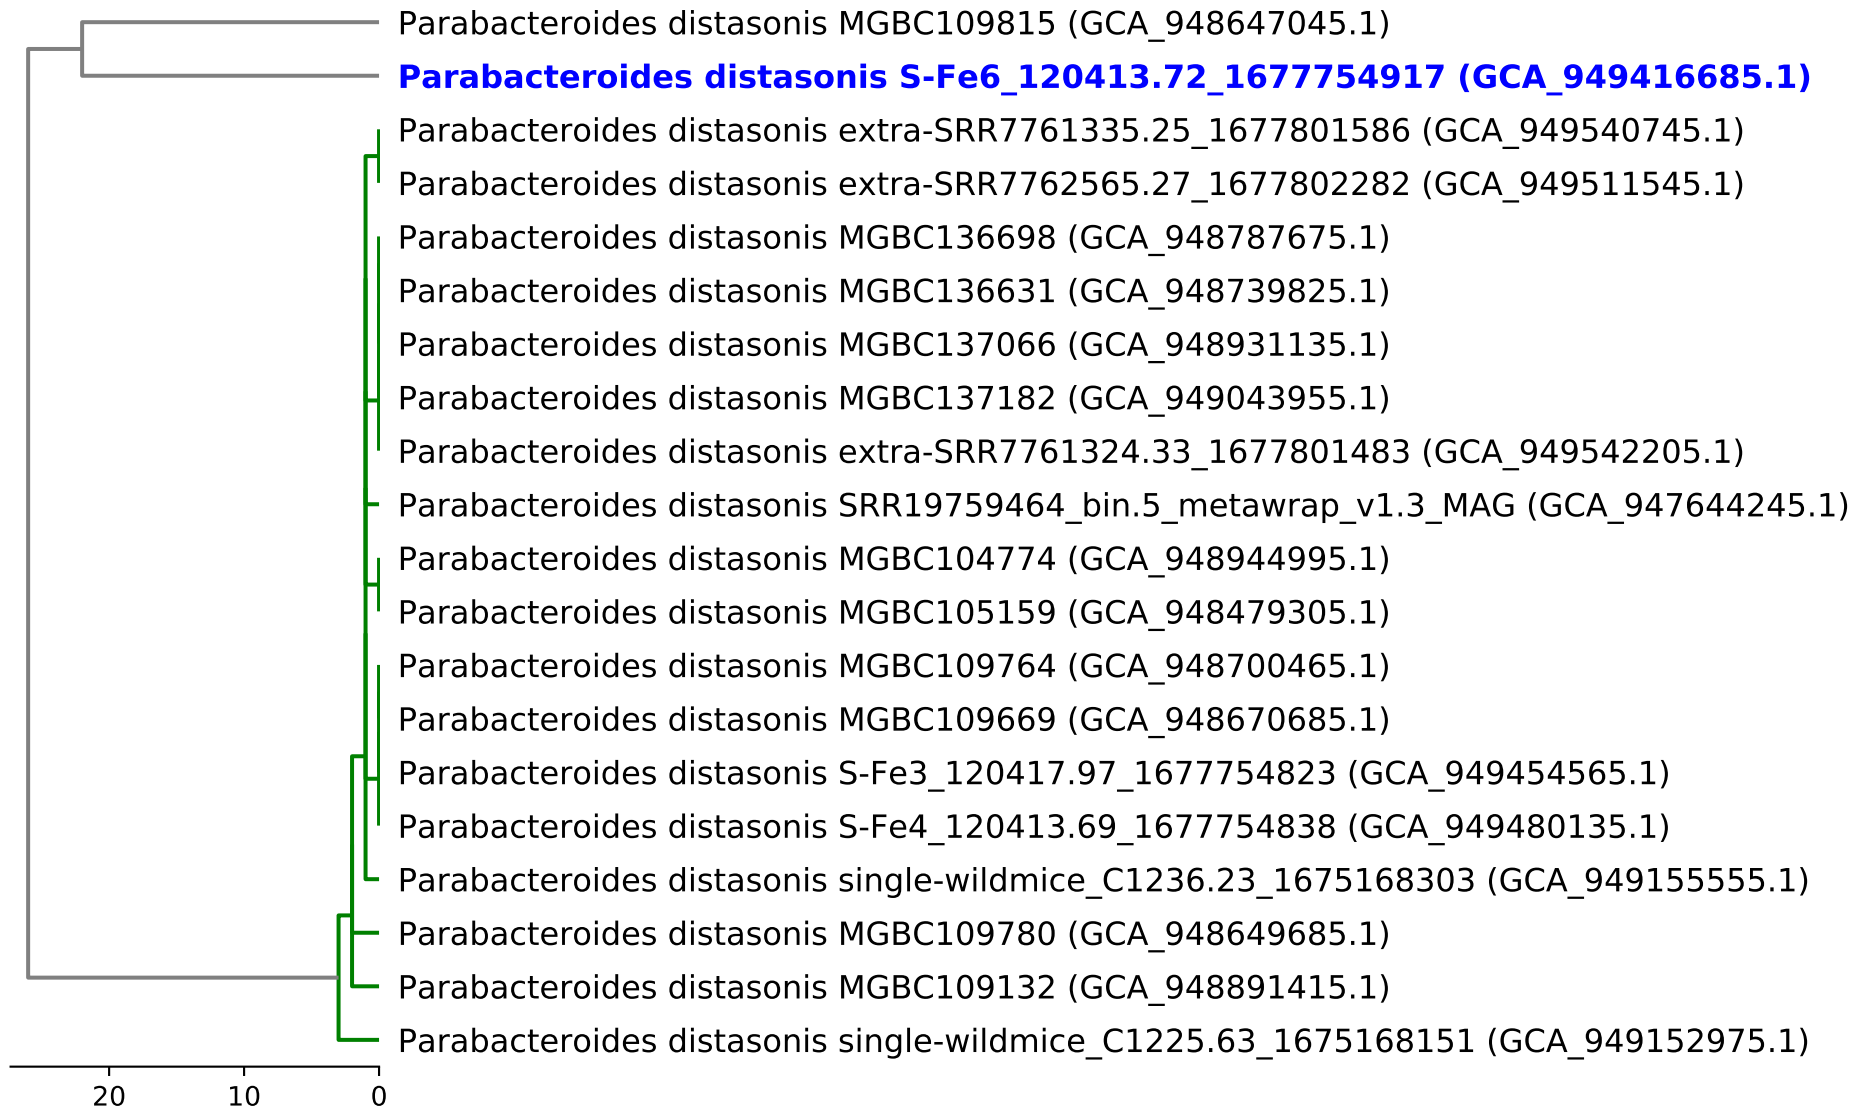 Parabacteroides distasonis MGBC109815 (GCA_948647045.1)
Parabacteroides distasonis S-Fe6_120413.72_1677754917 (GCA_949416685.1)
Parabacteroides distasonis extra-SRR7761335.25_1677801586 (GCA_949540745.1)
Parabacteroides distasonis extra-SRR7762565.27_1677802282 (GCA_949511545.1)
Parabacteroides distasonis MGBC136698 (GCA_948787675.1)
Parabacteroides distasonis MGBC136631 (GCA_948739825.1)
Parabacteroides distasonis MGBC137066 (GCA_948931135.1)
Parabacteroides distasonis MGBC137182 (GCA_949043955.1)
Parabacteroides distasonis extra-SRR7761324.33_1677801483 (GCA_949542205.1)
Parabacteroides distasonis SRR19759464_bin.5_metawrap_v1.3_MAG (GCA_947644245.1)
Parabacteroides distasonis MGBC104774 (GCA_948944995.1)
Parabacteroides distasonis MGBC105159 (GCA_948479305.1)
Parabacteroides distasonis MGBC109764 (GCA_948700465.1)
Parabacteroides distasonis MGBC109669 (GCA_948670685.1)
Parabacteroides distasonis S-Fe3_120417.97_1677754823 (GCA_949454565.1)
Parabacteroides distasonis S-Fe4_120413.69_1677754838 (GCA_949480135.1)
Parabacteroides distasonis single-wildmice_C1236.23_1675168303 (GCA_949155555.1)
Parabacteroides distasonis MGBC109780 (GCA_948649685.1)
Parabacteroides distasonis MGBC109132 (GCA_948891415.1)
Parabacteroides distasonis single-wildmice_C1225.63_1675168151 (GCA_949152975.1)
20 10 0